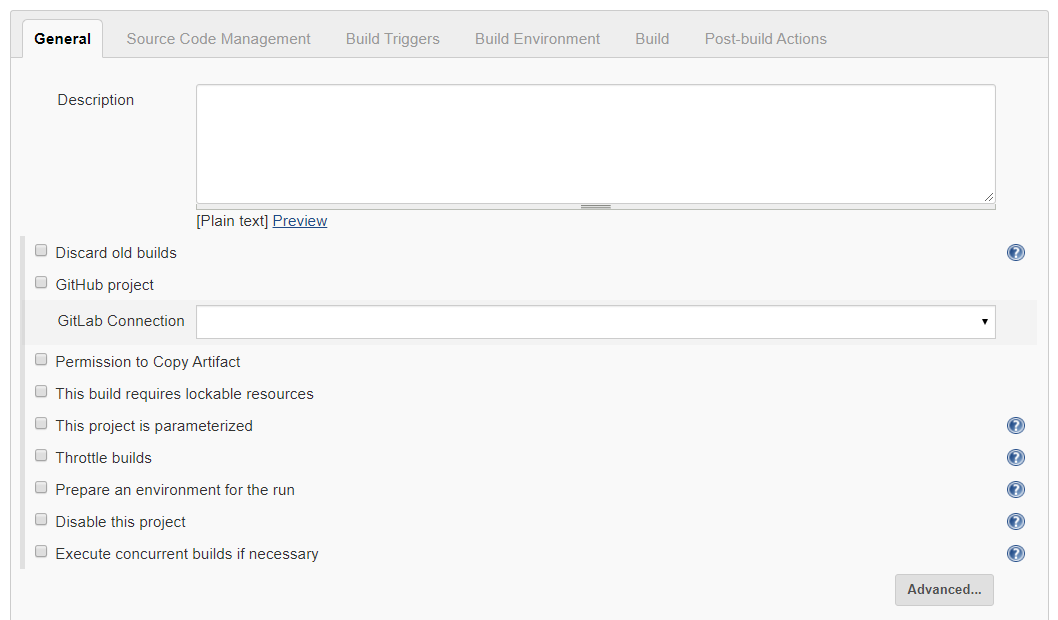 General Source Code Management Build Triggers Build Environment Build Post-build Actions
Description
[Plain text] Preview
Discard old builds
GitHub project
GitLab Connection
Permission to Copy Artifact
This build requires lockable resources
This project is parameterized
Throttle builds
Prepare an environment for the run
Disable this project
Execute concurrent builds if necessary
Advanced...